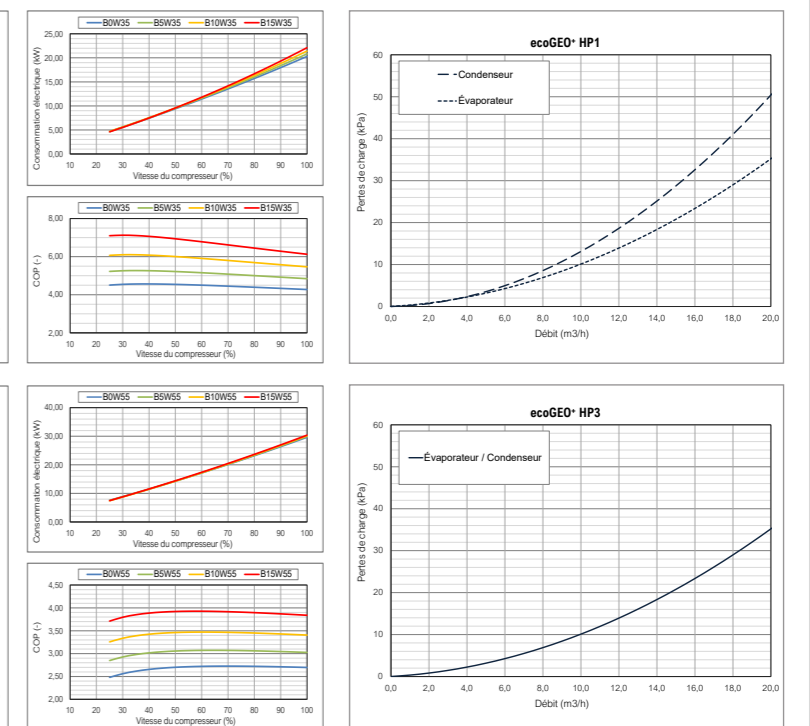 B0W35 B5W35 B10W35 B15W35
Consommation électrique (kW)
25,00
20,00
15,00
10,00
5,00
0,00
10 20 30 40 50 60 70 80 90 100
Vitesse du compresseur (%)
B0W35 B5W35 B10W35 B15W35
COP (-)
8,00
6,00
4,00
2,00
10 20 30 40 50 60 70 80 90 100
Vitesse du compresseur (%)
ecoGEO+ HP1
Condenseur
Évaporateur
Pertes de charge (kPa)
60
50
40
30
20
10
0
0,0 2,0 4,0 6,0 8,0 10,0 12,0 14,0 16,0 18,0 20,0
Débit (m3/h)
B0W55 B5W55 B10W55 B15W55
Consommation électrique (kW)
40,00
30,00
20,00
10,00
0,00
10 20 30 40 50 60 70 80 90 100
Vitesse du compresseur (%)
B0W55 B5W55 B10W55 B15W55
COP (-)
4,50
4,00
3,50
3,00
2,50
2,00
10 20 30 40 50 60 70 80 90 100
Vitesse du compresseur (%)
ecoGEO+ HP3
Évaporateur / Condenseur
Pertes de charge (kPa)
60
50
40
30
20
10
0
0,0 2,0 4,0 6,0 8,0 10,0 12,0 14,0 16,0 18,0 20,0
Débit (m3/h)